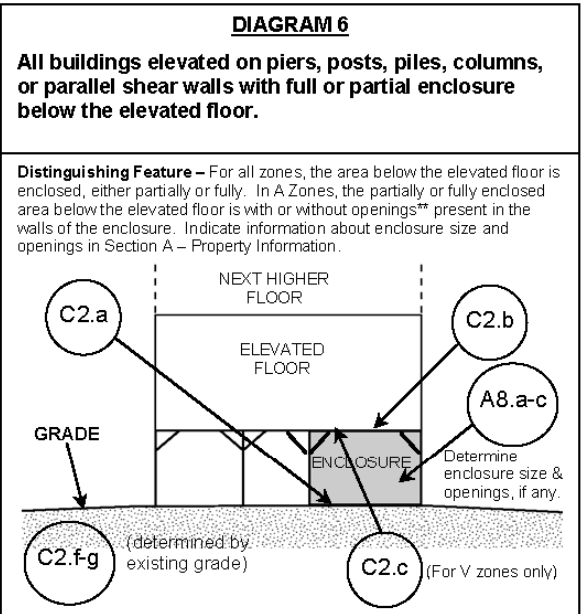 DIAGRAM 6
All buildings elevated on piers, posts, piles, columns,
or parallel shear walls with full or partial enclosure
below the elevated floor.
Distinguishing Feature – For all zones, the area below the elevated floor is
enclosed, either partially or fully. In A Zones, the partially or fully enclosed
area below the elevated floor is with or without openings** present in the
walls of the enclosure. Indicate information about enclosure size and
openings in Section A – Property Information.
NEXT HIGHER
FLOOR
C2.a
C2.b
ELEVATED
FLOOR
A8.a-c
GRADE
ENCLOSURE
Determine
enclosure size &
openings, if any.
C2.f-g
(determined by
existing grade)
C2.c
(For V zones only)